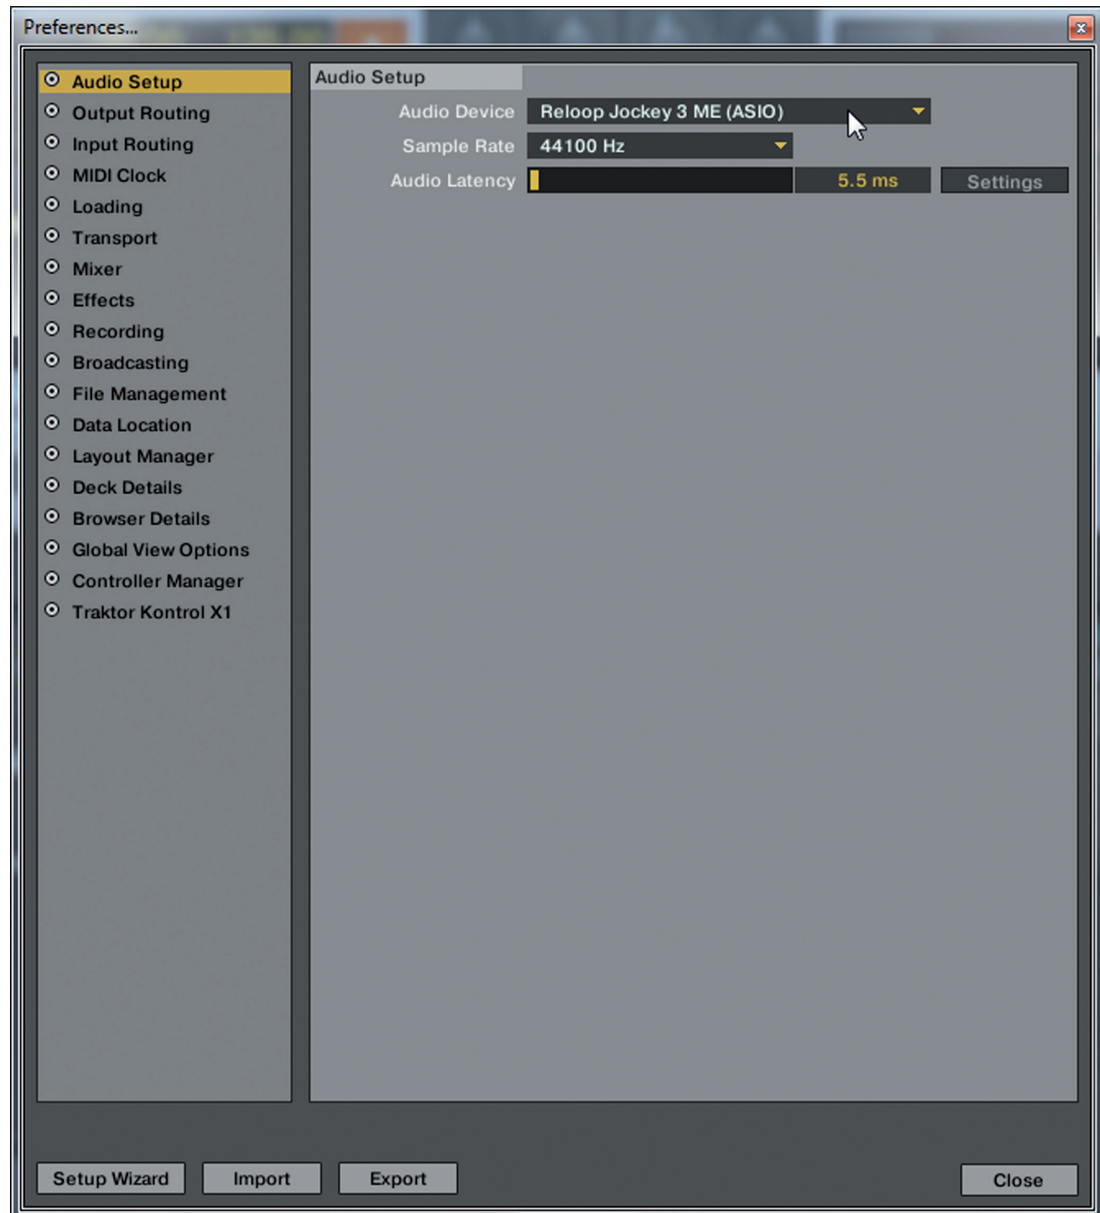 Preferences...
Audio Setup
Output Routing
Input Routing
MIDI Clock
Loading
Transport
Mixer
Effects
Recording
Broadcasting
File Management
Data Location
Layout Manager
Deck Details
Browser Details
Global View Options
Controller Manager
Traktor Kontrol X1
Audio Setup
Audio Device Reloop Jockey 3 ME (ASIO)
Sample Rate 44100 Hz
Audio Latency 5.5 ms Settings
Setup Wizard Import Export Close